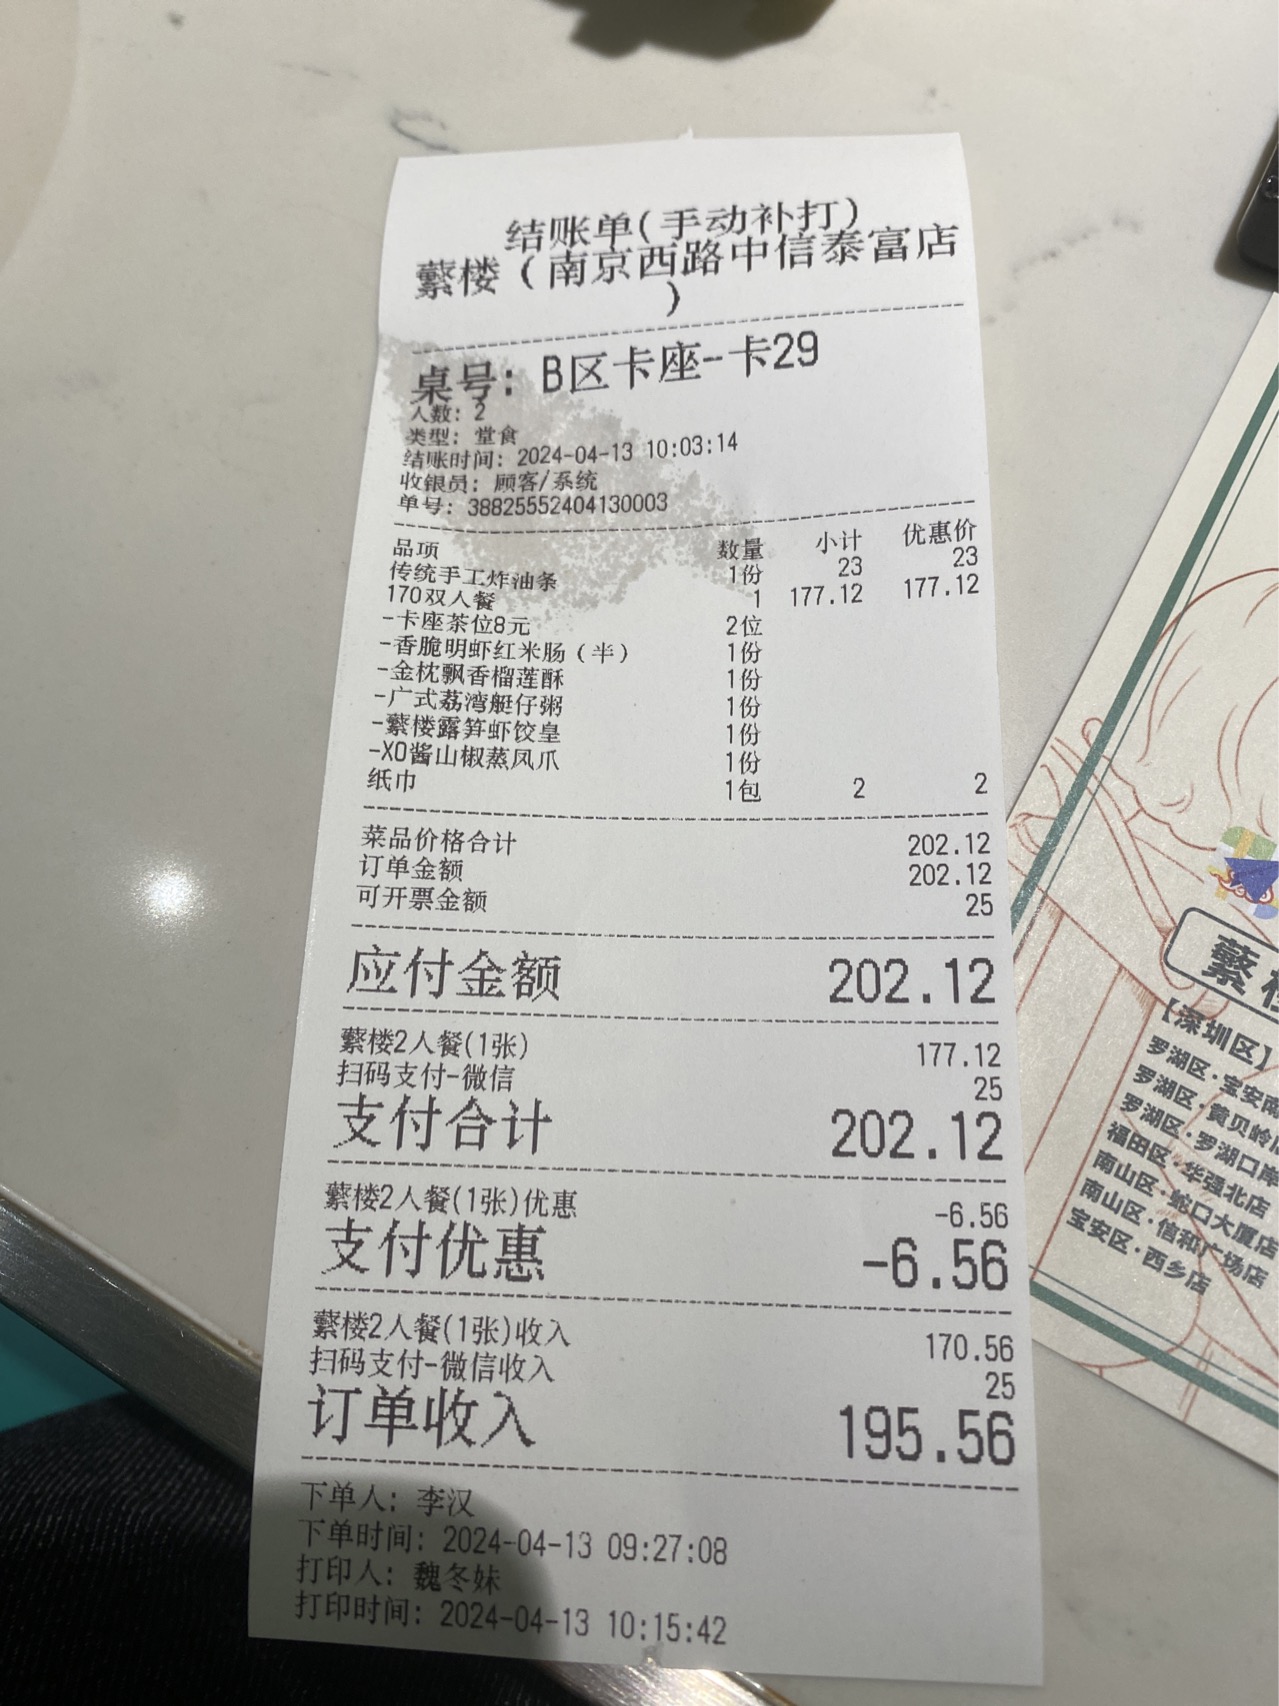 结账单(手动补打)
蘩楼（南京西路中信泰富店
）
桌号：B区卡座-卡29
人数：2
类型：堂食
结账时间：2024-04-13 10:03:14
收银员：顾客/系统
单号：38825552404130003
品项 数量 小计 优惠价
传统手工炸油条 1份 23 23
170双人餐 1 177.12 177.12
-卡座茶位8元 2位
-香脆明虾红米肠（半） 1份
-金枕飘香榴莲酥 1份
-广式荔湾艇仔粥 1份
-蘩楼露笋虾饺皇 1份
-XO酱山椒蒸凤爪 1份
纸巾 1包 2 2
菜品价格合计 202.12
订单金额 202.12
可开票金额 25
应付金额 202.12
蘩楼2人餐(1张) 177.12
扫码支付-微信 25
支付合计 202.12
蘩楼2人餐(1张)优惠 -6.56
支付优惠 -6.56
蘩楼2人餐(1张)收入 170.56
扫码支付-微信收入 25
订单收入 195.56
下单人：李汉
下单时间：2024-04-13 09:27:08
打印人：魏冬妹
打印时间：2024-04-13 10:15:42
蘩
【深圳区】
罗湖区·宝安南
罗湖区·黄贝岭
罗湖区·罗湖口岸
福田区·华强北店
南山区·蛇口大厦店
南山区·信和广场店
宝安区·西乡店